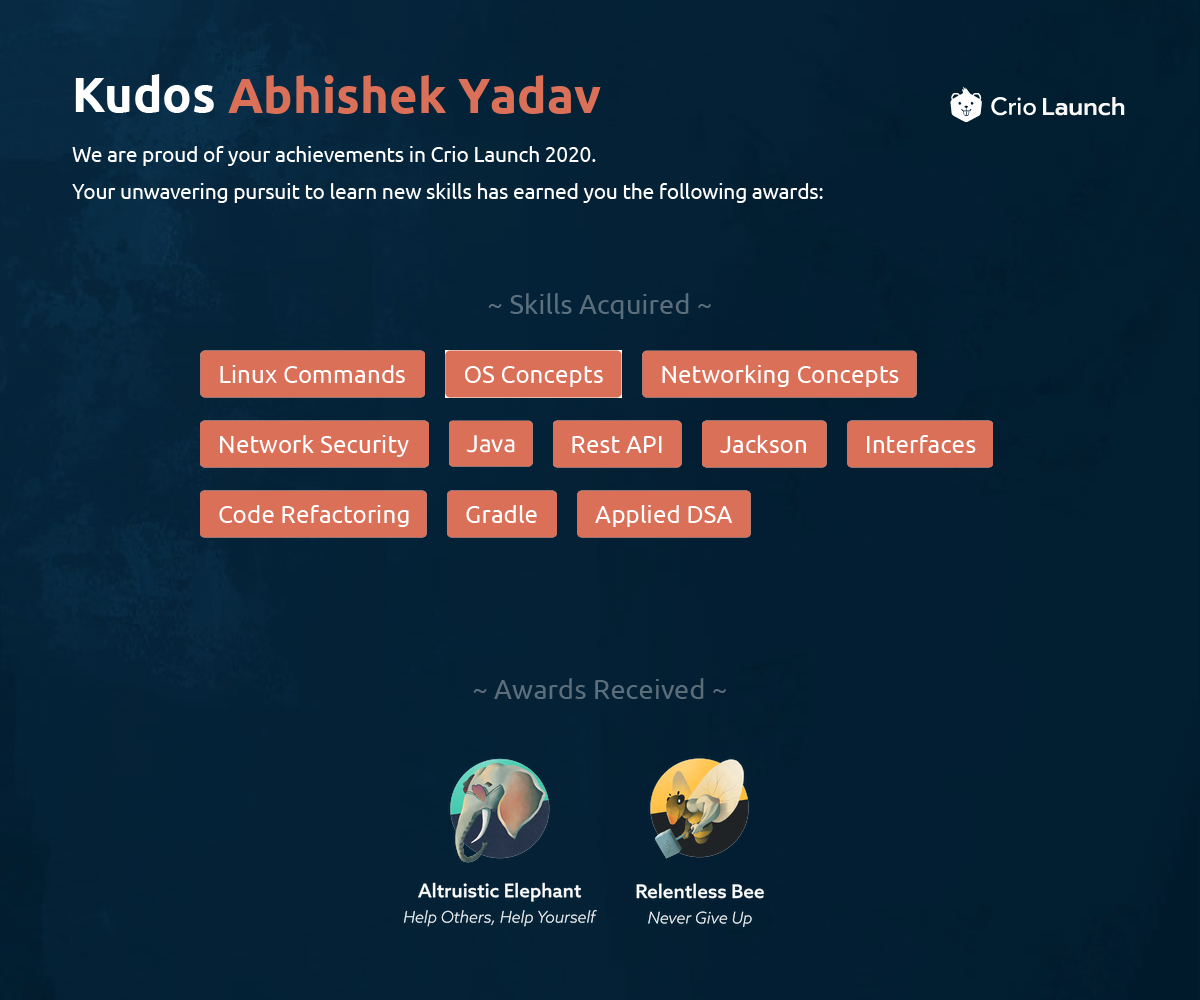 Kudos Abhishek Yadav
Crio Launch
We are proud of your achievements in Crio Launch 2020.
Your unwavering pursuit to learn new skills has earned you the following awards:
~ Skills Acquired ~
Linux Commands OS Concepts Networking Concepts
Network Security Java Rest API Jackson Interfaces
Code Refactoring Gradle Applied DSA
~ Awards Received ~
Altruistic Elephant Relentless Bee
Help Others, Help Yourself Never Give Up